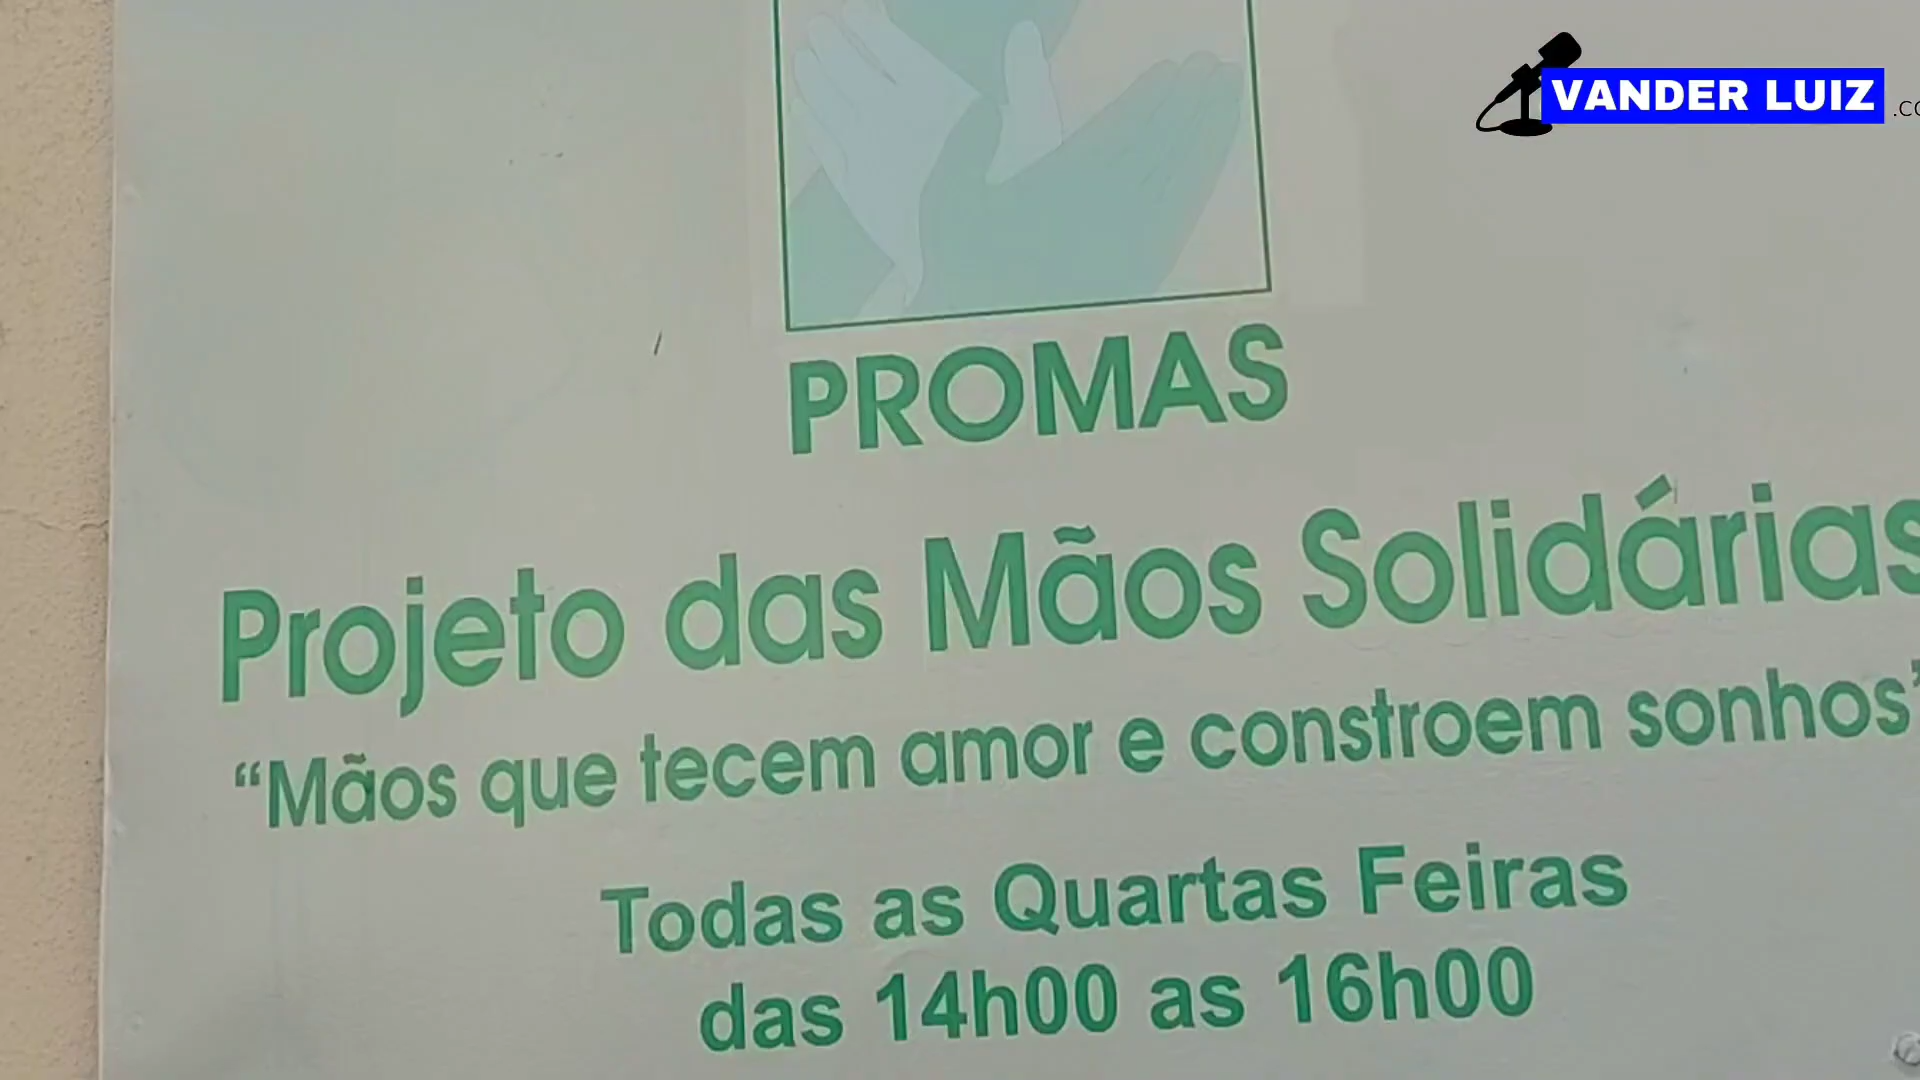 VANDER LUIZ
PROMAS
Projeto das Mãos Solidárias
“Mãos que tecem amor e constroem sonhos”
Todas as Quartas Feiras
das 14h00 as 16h00